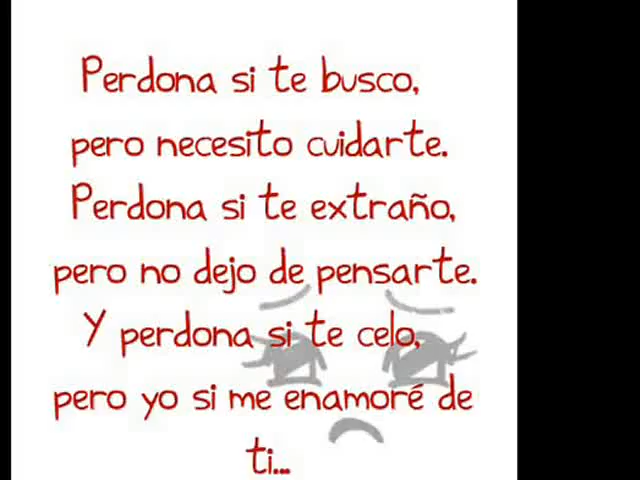 Perdona si te busco,
pero necesito cuidarte.
Perdona si te extraño,
pero no dejo de pensarte.
Y perdona si te celo,
pero yo si me enamoré de
ti...